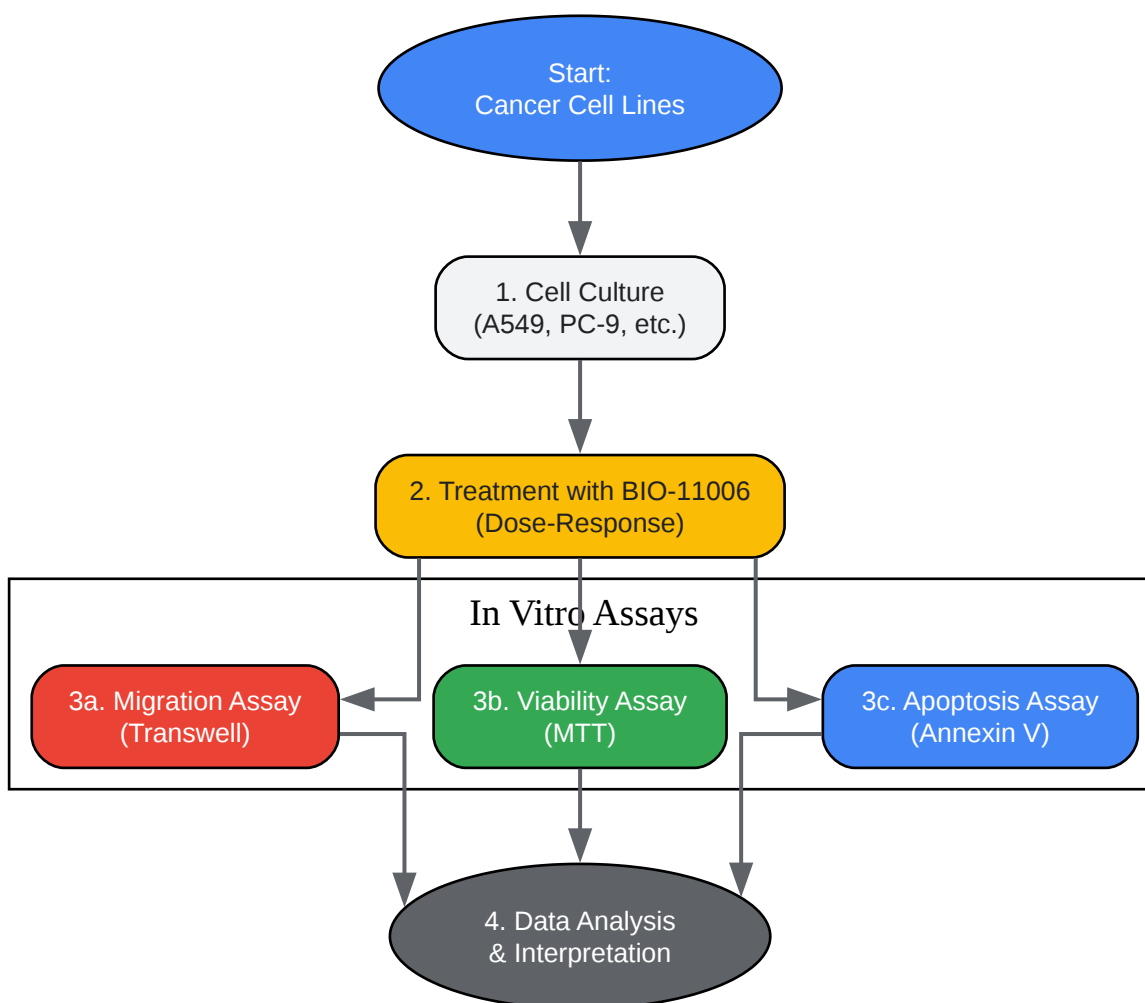 Start:
Cancer Cell Lines
1. Cell Culture
(A549, PC-9, etc.)
2. Treatment with BIO-11006
(Dose-Response)
In Vitro Assays
3a. Migration Assay
(Transwell)
3b. Viability Assay
(MTT)
3c. Apoptosis Assay
(Annexin V)
4. Data Analysis
& Interpretation